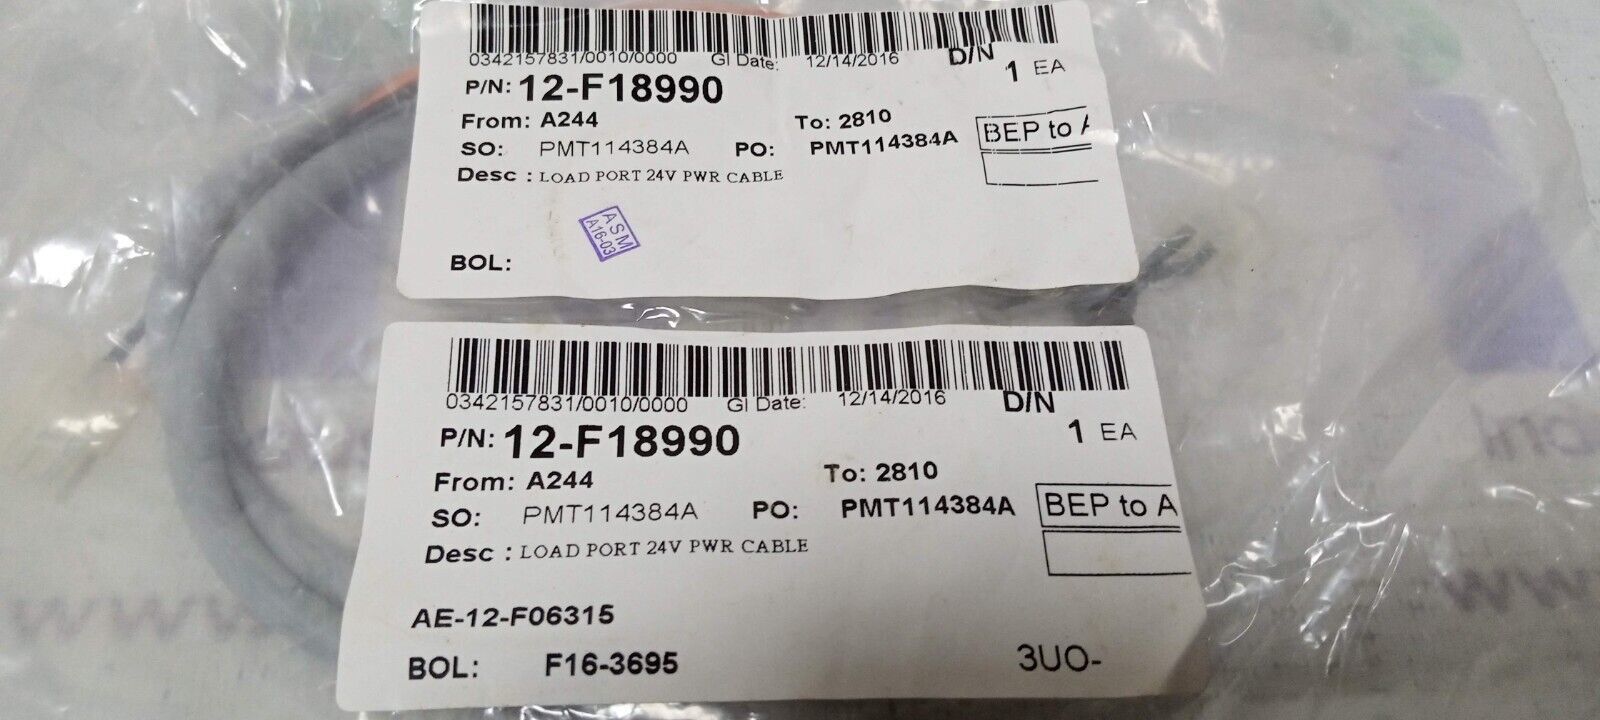 0342157831/0010/0000 GI Date: 12/14/2016 D/N
1 EA
P/N: 12-F18990
From: A244 To: 2810
SO: PMT114384A PO: PMT114384A BEP to A
Desc : LOAD PORT 24V PWR CABLE
ASM
A16-03
BOL:
0342157831/0010/0000 GI Date: 12/14/2016 D/N
1 EA
P/N: 12-F18990
From: A244 To: 2810
SO: PMT114384A PO: PMT114384A BEP to A
Desc : LOAD PORT 24V PWR CABLE
AE-12-F06315
BOL: F16-3695 3UO-
www.
www.